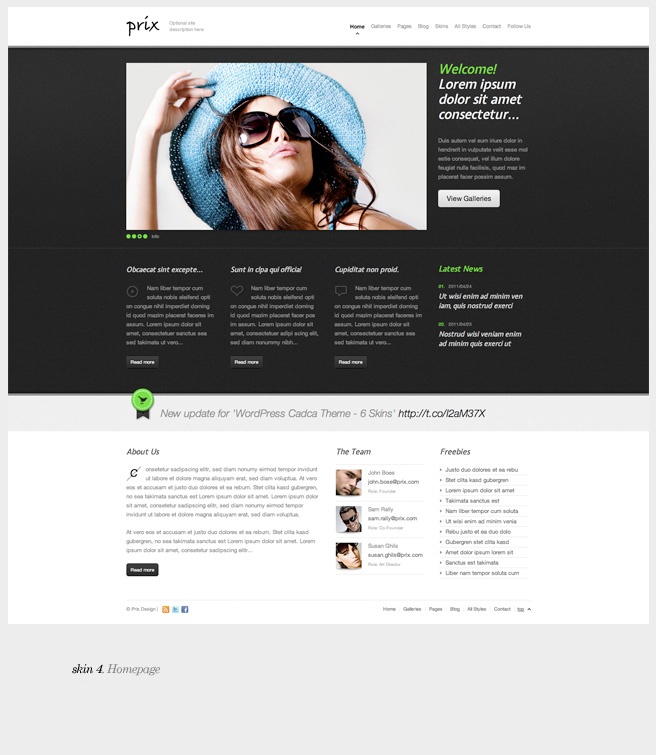 prix
Optional site
description here
Home Galleries Pages Blog Skins All Styles Contact Follow Us
Welcome!
Lorem ipsum
dolor sit amet
consectetur...
Duis autem vel eum iriure dolor in
hendrerit in vulputate velit esse mol
estie consequat, vel illum dolore
feugiat nulla facilisis, quod maz im
placerat facer possim assum.
View Galleries
info
Obcaecat sint excepte...
Nam liber tempor cum
soluta nobis eleifend opti
on congue nihil imperdiet doming
id quod mazim placerat faceres im
assum. Lorem ipsum dolor sit
amet, consectetuer sanctus sea
sed takimata ut vero...
Read more
Sunt in clpa qui official
Nam liber tempor cum
soluta nobis eleifend opti
on congue nihil imperdiet doming
id quod mazim placerat facer im
assum. Lorem ipsum dolor sit
amet, consectetuer adipi scing elit,
sed diam nonummy nibh...
Read more
Cupiditat non proid.
Nam liber tempor cum
soluta nobis eleifend opti
on congue nihil imperdiet doming
id quod mazim placerat facer im
assum. Lorem ipsum dolor sit
amet, consectetuer sanctus sea
sed takimata ut vero...
Read more
Latest News
01. 2011/04/24
Ut wisi enim ad minim ven
iam, quis nostrud exerci
02. 2011/04/23
Nostrud wisi veniam enim
ad minim quis exerci ut
New update for 'WordPress Cadca Theme - 6 Skins' http://t.co/I2aM37X
About Us
C onsetetur sadipscing elitr, sed diam nonumy eirmod tempor invidunt
ut labore et dolore magna aliquyam erat, sed diam voluptus. At vero
eos et accusam et justo duo dolores et ea rebum. Stet clita kasd gubergren,
no sea takimata sanctus est Lorem ipsum dolor sit amet. Lorem ipsum dolor
sit amet, consetetur sadipscing elitr, sed diam nonumy eirmod tempor
invidunt ut labore et dolore magna aliquyam erat, sed diam voluptus.
At vero eos et accusam et justo duo dolores et ea rebum. Stet clita kasd
gubergren, no sea takimata sanctus est Lorem ipsum dolor sit amet. Lorem
ipsum dolor sit amet, consetetur sadipscing elitr...
Read more
The Team
John Boss
john.bose@prix.com
Role: Founder
Sam Rally
sam.rally@prix.com
Role: Co-Founder
Susan Ghils
susan.ghils@prix.com
Role: Art Director
Freebies
Justo duo dolores et ea rebu
Stet clita kasd gubergren
Lorem ipsum dolor sit amet
Takimata sanctus est
Nam liber tempor cum soluta
Ut wisi enim ad minim venia
Rebu justo et ea duo dolo
Gubergren stet clita kasd
Amet dolor ipsum lorem sit
Sanctus est takimata
Liber nam tempor soluta cum
© Prix Design |
Home Galleries Pages Blog All Styles Contact top
skin 4. Homepage